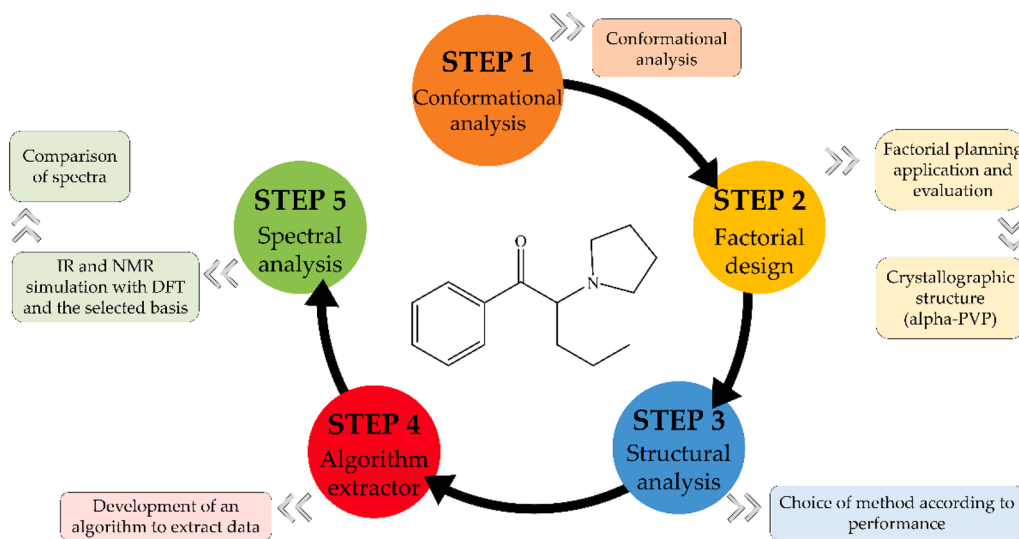 STEP 1
Conformational
analysis
Conformational
analysis
STEP 2
Factorial
design
Factorial planning
application and
evaluation
Crystallographic
structure
(alpha-PVP)
STEP 3
Structural
analysis
Choice of method according to
performance
STEP 4
Algorithm
extractor
Development of an
algorithm to extract data
STEP 5
Spectral
analysis
IR and NMR
simulation with DFT
and the selected basis
Comparison
of spectra
O
N